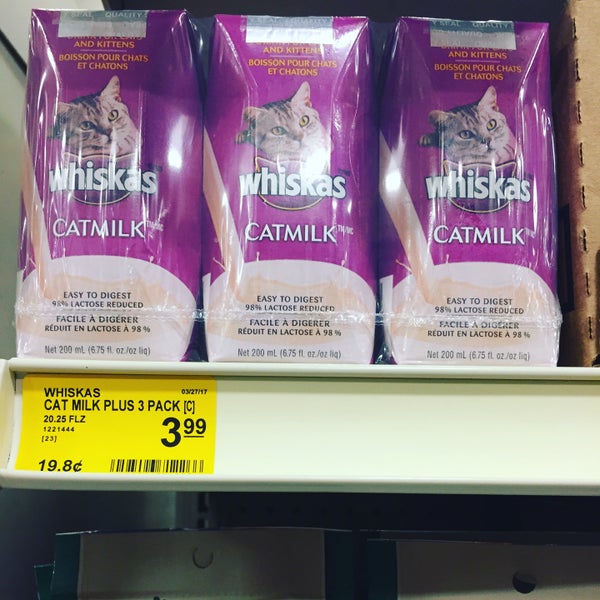 QUALITY
AND KITTENS
BOISSON POUR CHATS
ET CHATONS
whiskas
CATMILK
EASY TO DIGEST
98% LACTOSE REDUCED
FACILE À DIGÉRER
RÉDUIT EN LACTOSE À 98 %
Net 200 mL (6.75 fl. oz./oz liq)
AND KITTENS
BOISSON POUR CHATS
ET CHATONS
whiskas
CATMILK
EASY TO DIGEST
98% LACTOSE REDUCED
FACILE À DIGÉRER
RÉDUIT EN LACTOSE À 98 %
Net 200 mL (6.75 fl. oz./oz liq)
QUALITY
AND KITTENS
BOISSON POUR CHATS
ET CHATONS
whiskas
CATMILK
EASY TO DIGEST
98% LACTOSE REDUCED
FACILE À DIGÉRER
RÉDUIT EN LACTOSE À 98 %
Net 200 mL (6.75 fl. oz./oz liq)
WHISKAS 03/27/17
CAT MILK PLUS 3 PACK [C]
20.25 FLZ
1221444
[23]
3.99
19.8¢